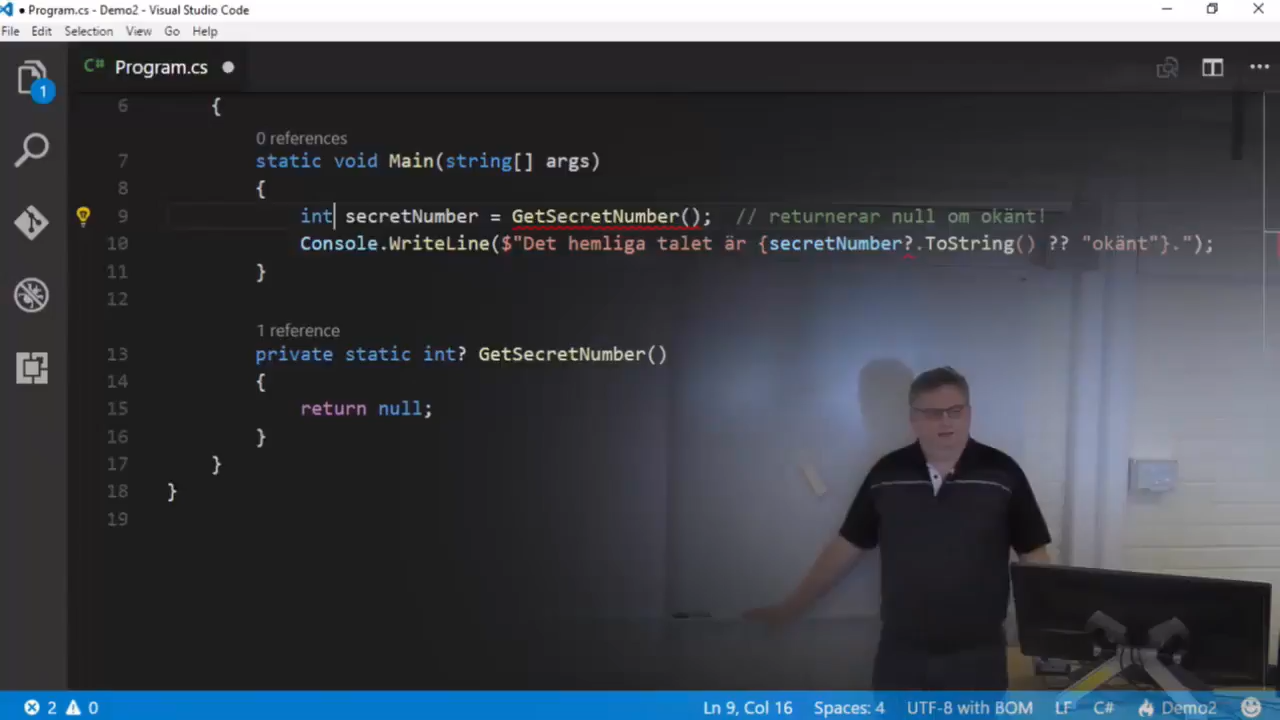 ● Program.cs - Demo2 - Visual Studio Code
File Edit Selection View Go Help
C# Program.cs ●
1
6 {
0 references
7 static void Main(string[] args)
8 {
9 int secretNumber = GetSecretNumber(); // returnerar null om okänt!
10 Console.WriteLine($"Det hemliga talet är {secretNumber?.ToString() ?? "okänt"}.");
11 }
12
1 reference
13 private static int? GetSecretNumber()
14 {
15 return null;
16 }
17 }
18 }
19
2 0 Ln 9, Col 16 Spaces: 4 UTF-8 with BOM LF C# Demo2